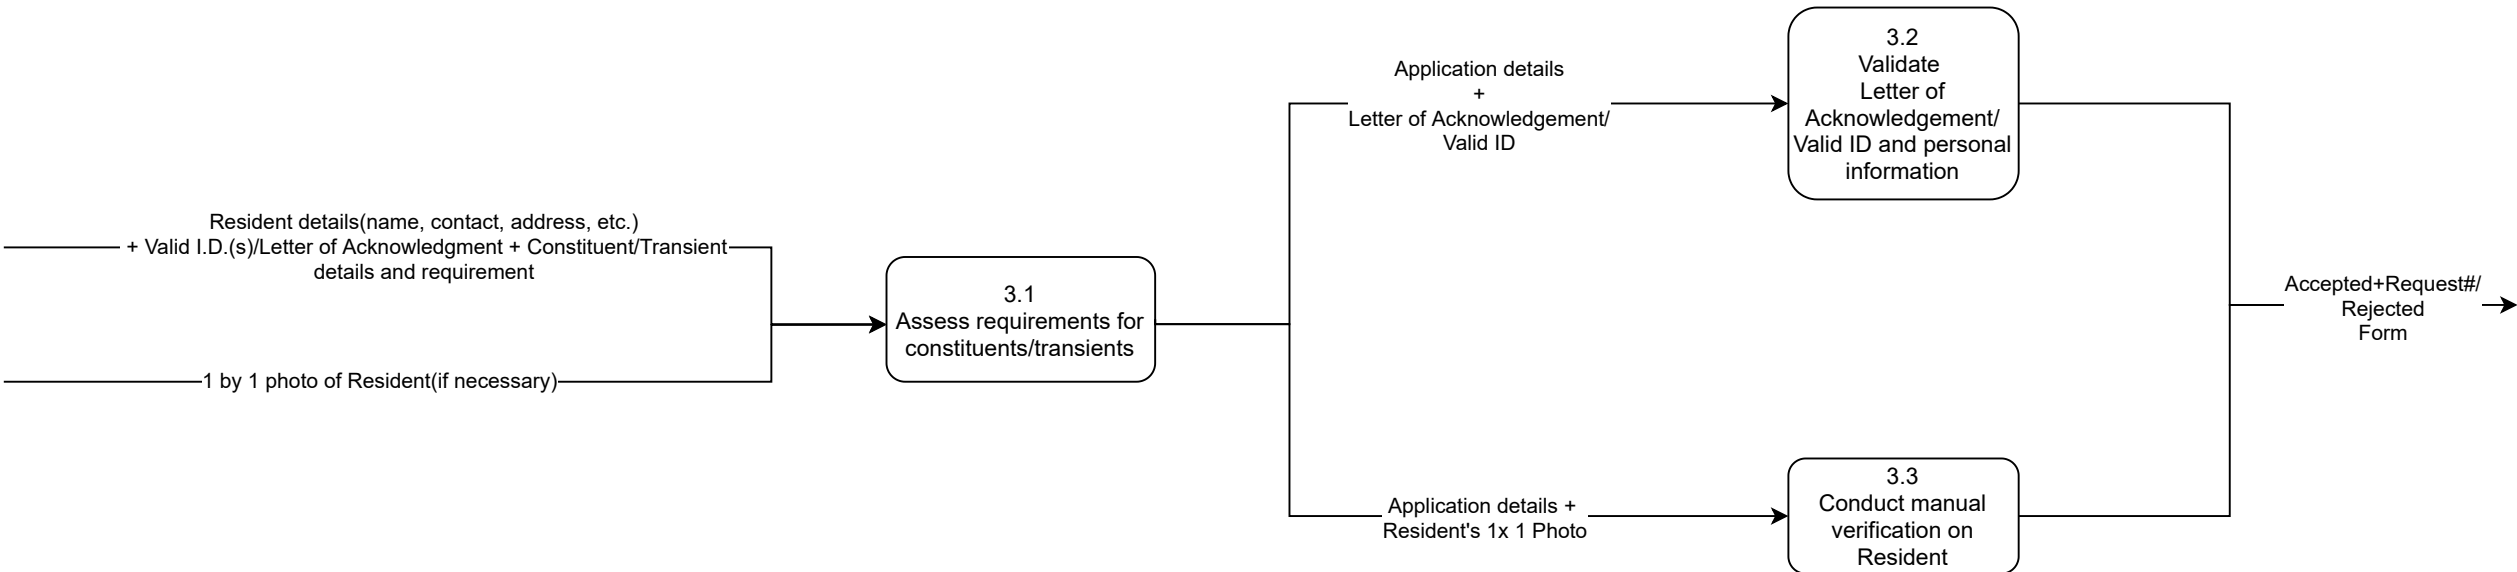 Resident details(name, contact, address, etc.)
+ Valid I.D.(s)/Letter of Acknowledgment + Constituent/Transient
details and requirement
1 by 1 photo of Resident(if necessary)
3.1
Assess requirements for
constituents/transients
Application details
+
Letter of Acknowledgement/
Valid ID
3.2
Validate
Letter of
Acknowledgement/
Valid ID and personal
information
Application details +
Resident's 1x 1 Photo
3.3
Conduct manual
verification on
Resident
Accepted+Request#/
Rejected
Form